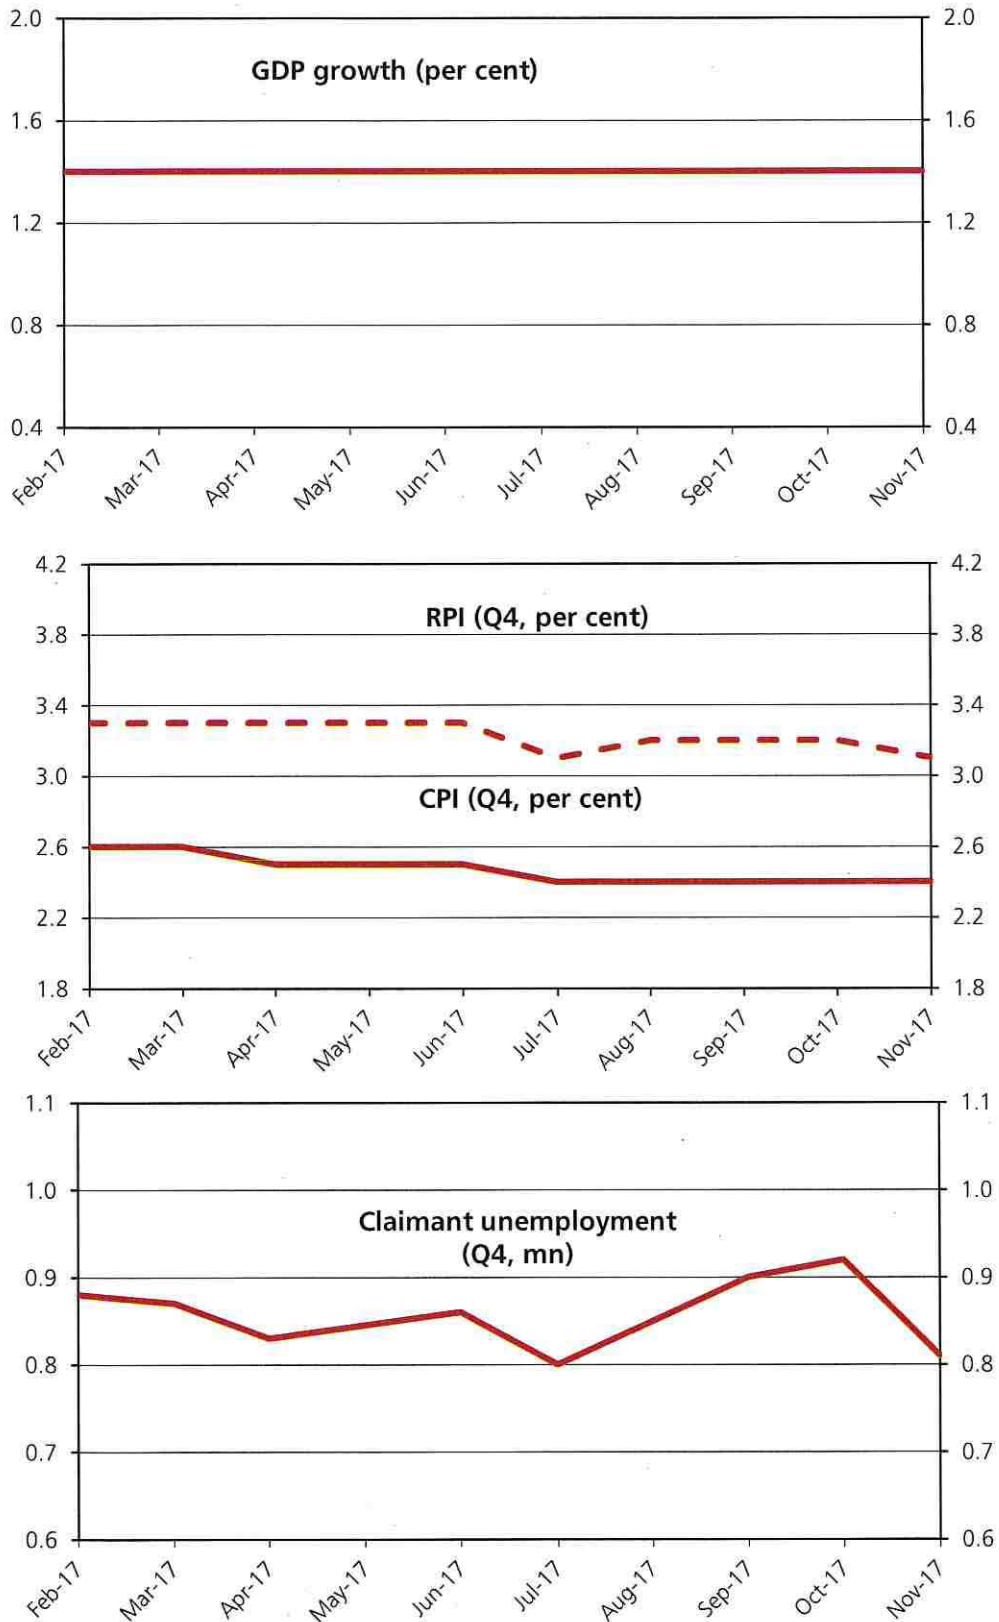 GDP growth (per cent)
2.0 2.0
1.6 1.6
1.2 1.2
0.8 0.8
0.4 0.4
Feb-17 Mar-17 Apr-17 May-17 Jun-17 Jul-17 Aug-17 Sep-17 Oct-17 Nov-17
4.2 4.2
RPI (Q4, per cent)
3.8 3.8
3.4 3.4
3.0 3.0
CPI (Q4, per cent)
2.6 2.6
2.2 2.2
1.8 1.8
Feb-17 Mar-17 Apr-17 May-17 Jun-17 Jul-17 Aug-17 Sep-17 Oct-17 Nov-17
1.1 1.1
1.0 1.0
Claimant unemployment
(Q4, mn)
0.9 0.9
0.8 0.8
0.7 0.7
0.6 0.6
Feb-17 Mar-17 Apr-17 May-17 Jun-17 Jul-17 Aug-17 Sep-17 Oct-17 Nov-17